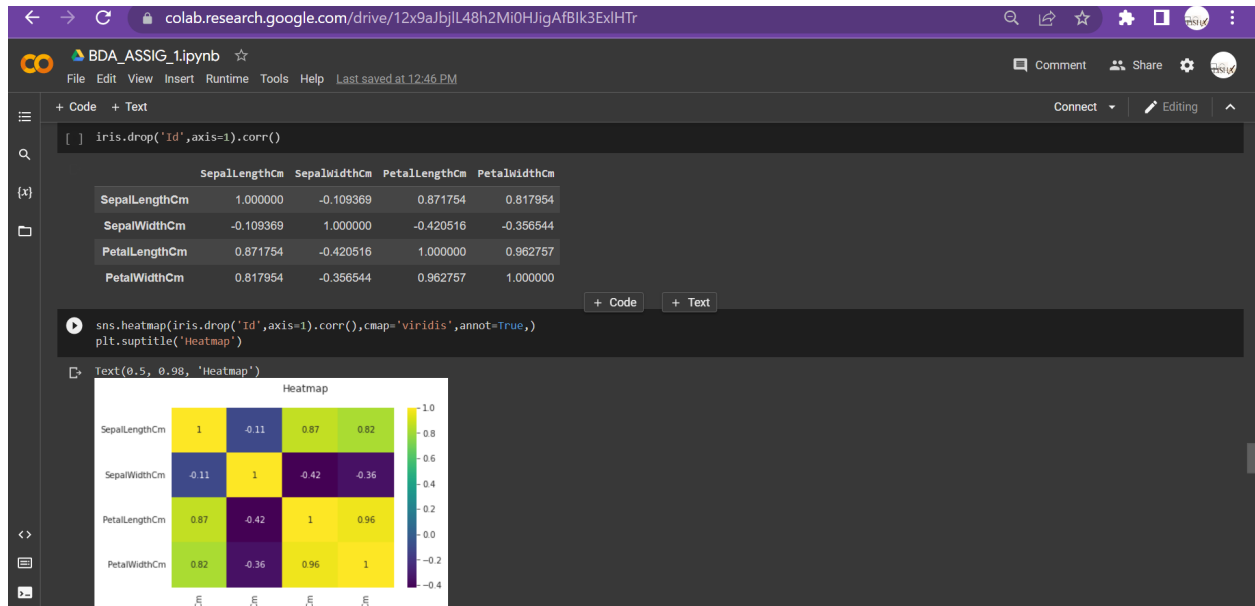 colab.research.google.com/drive/12x9aJbjlL48h2Mi0HJigAfBIk3ExlHTr
BDA_ASSIG_1.ipynb
File Edit View Insert Runtime Tools Help Last saved at 12:46 PM
Comment Share
+ Code + Text
Connect Editing
[ ] iris.drop('Id',axis=1).corr()
SepalLengthCm SepalWidthCm PetalLengthCm PetalWidthCm
{x}
SepalLengthCm 1.000000 -0.109369 0.871754 0.817954
SepalWidthCm -0.109369 1.000000 -0.420516 -0.356544
PetalLengthCm 0.871754 -0.420516 1.000000 0.962757
PetalWidthCm 0.817954 -0.356544 0.962757 1.000000
+ Code + Text
sns.heatmap(iris.drop('Id',axis=1).corr(),cmap='viridis',annot=True,)
plt.suptitle('Heatmap')
Text(0.5, 0.98, 'Heatmap')
Heatmap
SepalLengthCm 1 -0.11 0.87 0.82
SepalWidthCm -0.11 1 -0.42 -0.36
PetalLengthCm 0.87 -0.42 1 0.96
PetalWidthCm 0.82 -0.36 0.96 1
1.0
0.8
0.6
0.4
0.2
0.0
-0.2
-0.4